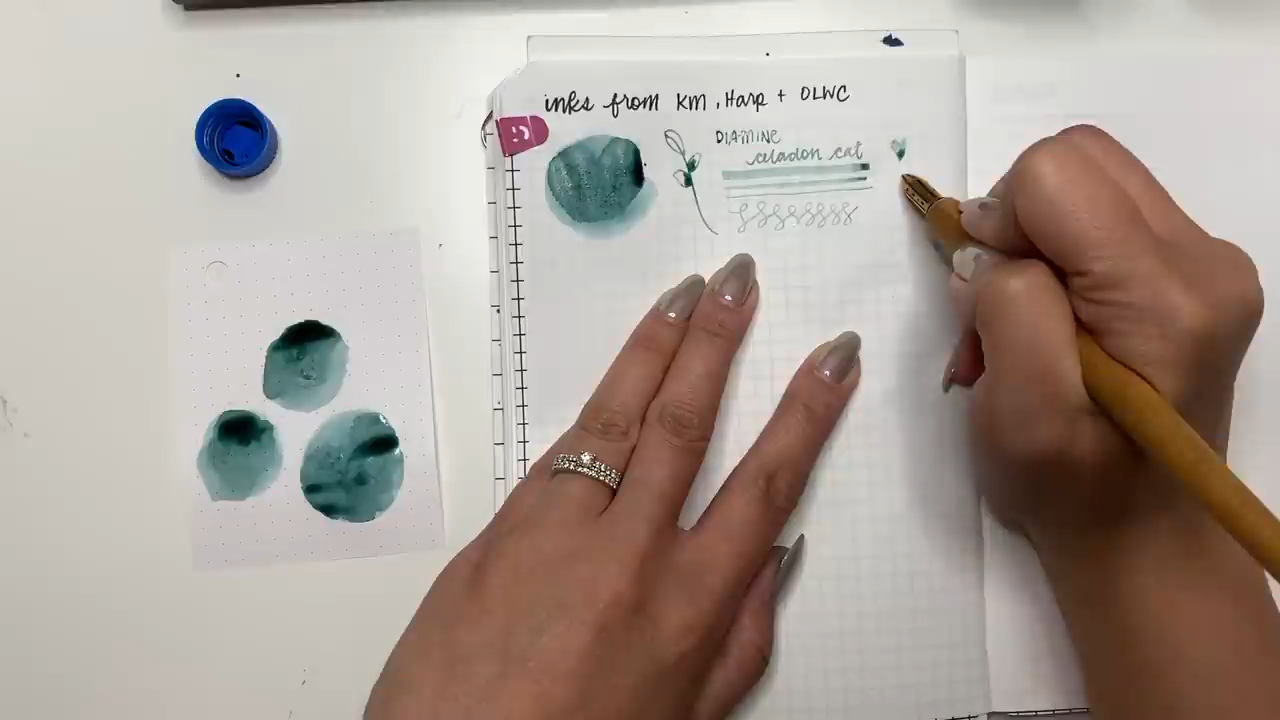 inks from KM, Harp + OLWC
DIAMINE
celadon cat